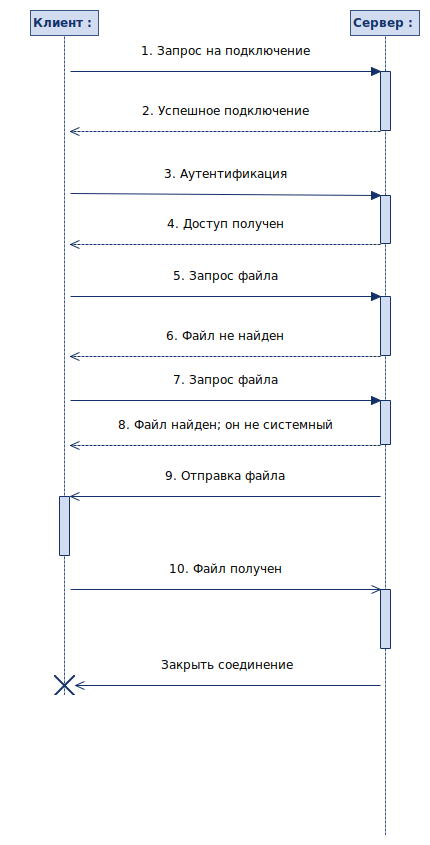 Клиент :
Сервер :
1. Запрос на подключение
2. Успешное подключение
3. Аутентификация
4. Доступ получен
5. Запрос файла
6. Файл не найден
7. Запрос файла
8. Файл найден; он не системный
9. Отправка файла
10. Файл получен
Закрыть соединение